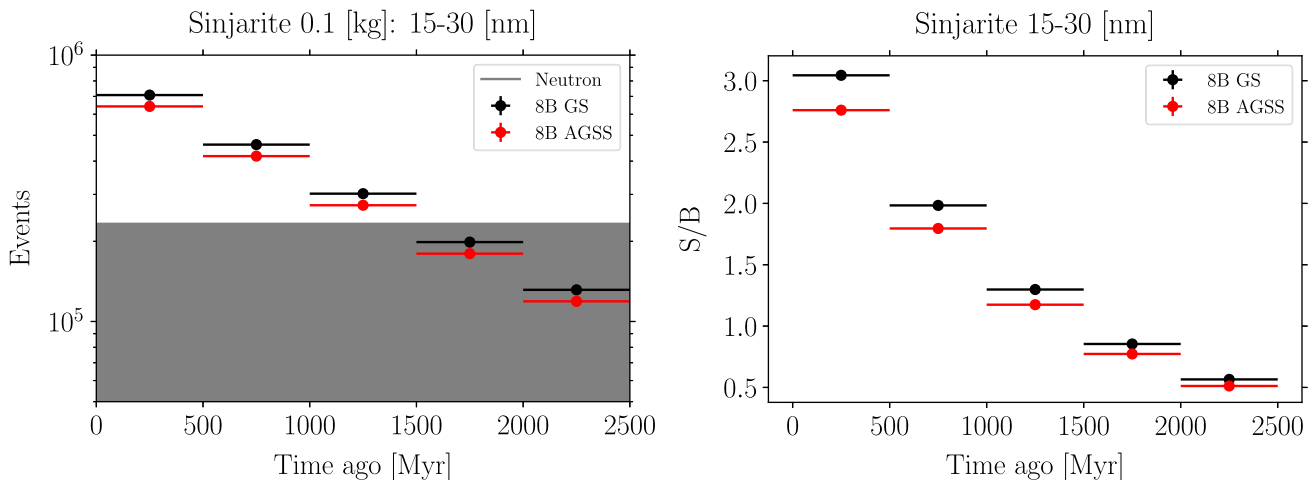 Sinjarite 0.1 [kg]: 15-30 [nm]
10^6
10^5
Events
Neutron
8B GS
8B AGSS
0 500 1000 1500 2000 2500
Time ago [Myr]
Sinjarite 15-30 [nm]
3.0
2.5
2.0
1.5
1.0
0.5
S/B
8B GS
8B AGSS
0 500 1000 1500 2000 2500
Time ago [Myr]